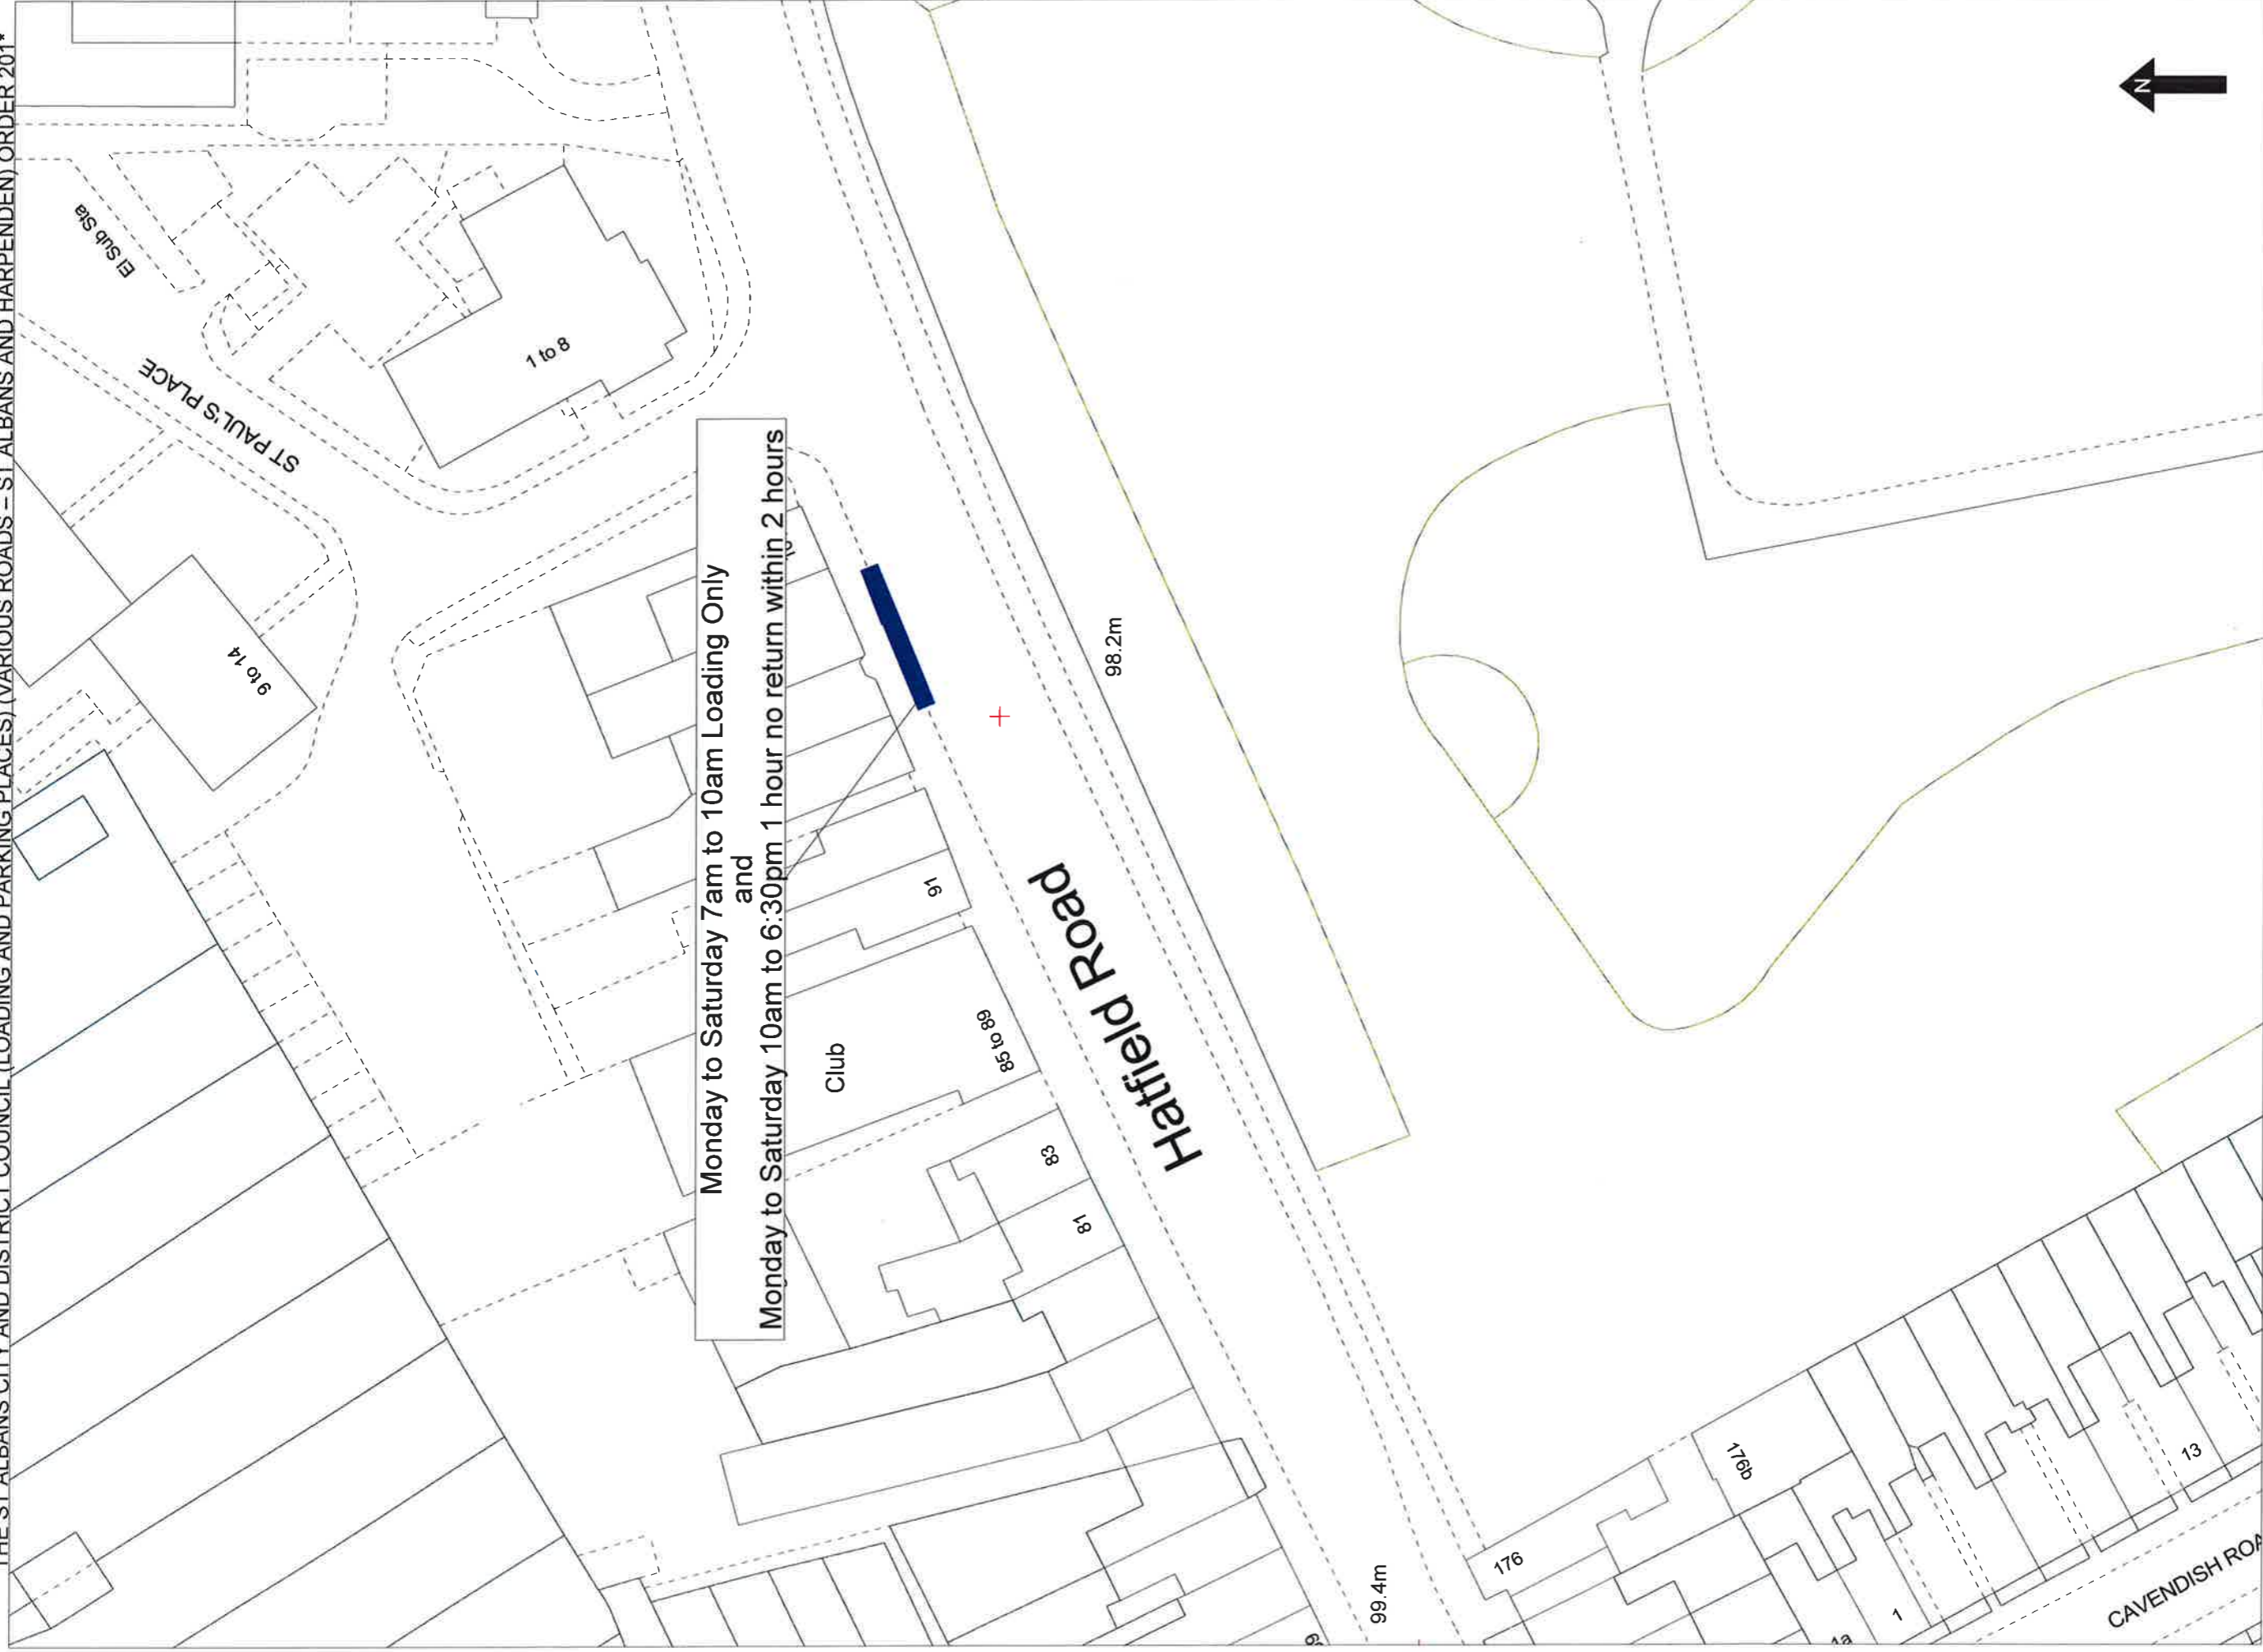 THE ST ALBANS CITY AND DISTRICT COUNCIL (LOADING AND PARKING PLACES) (VARIOUS ROADS – ST ALBANS AND HARPENDEN) ORDER 201*
N
El Sub Sta
ST PAUL'S PLACE
1 to 8
9 to 14
Monday to Saturday 7am to 10am Loading Only
and
Monday to Saturday 10am to 6:30pm 1 hour no return within 2 hours
91
Club
85 to 89
83
81
Hatfield Road
98.2m
99.4m
176
176b
1a
1
13
CAVENDISH ROA